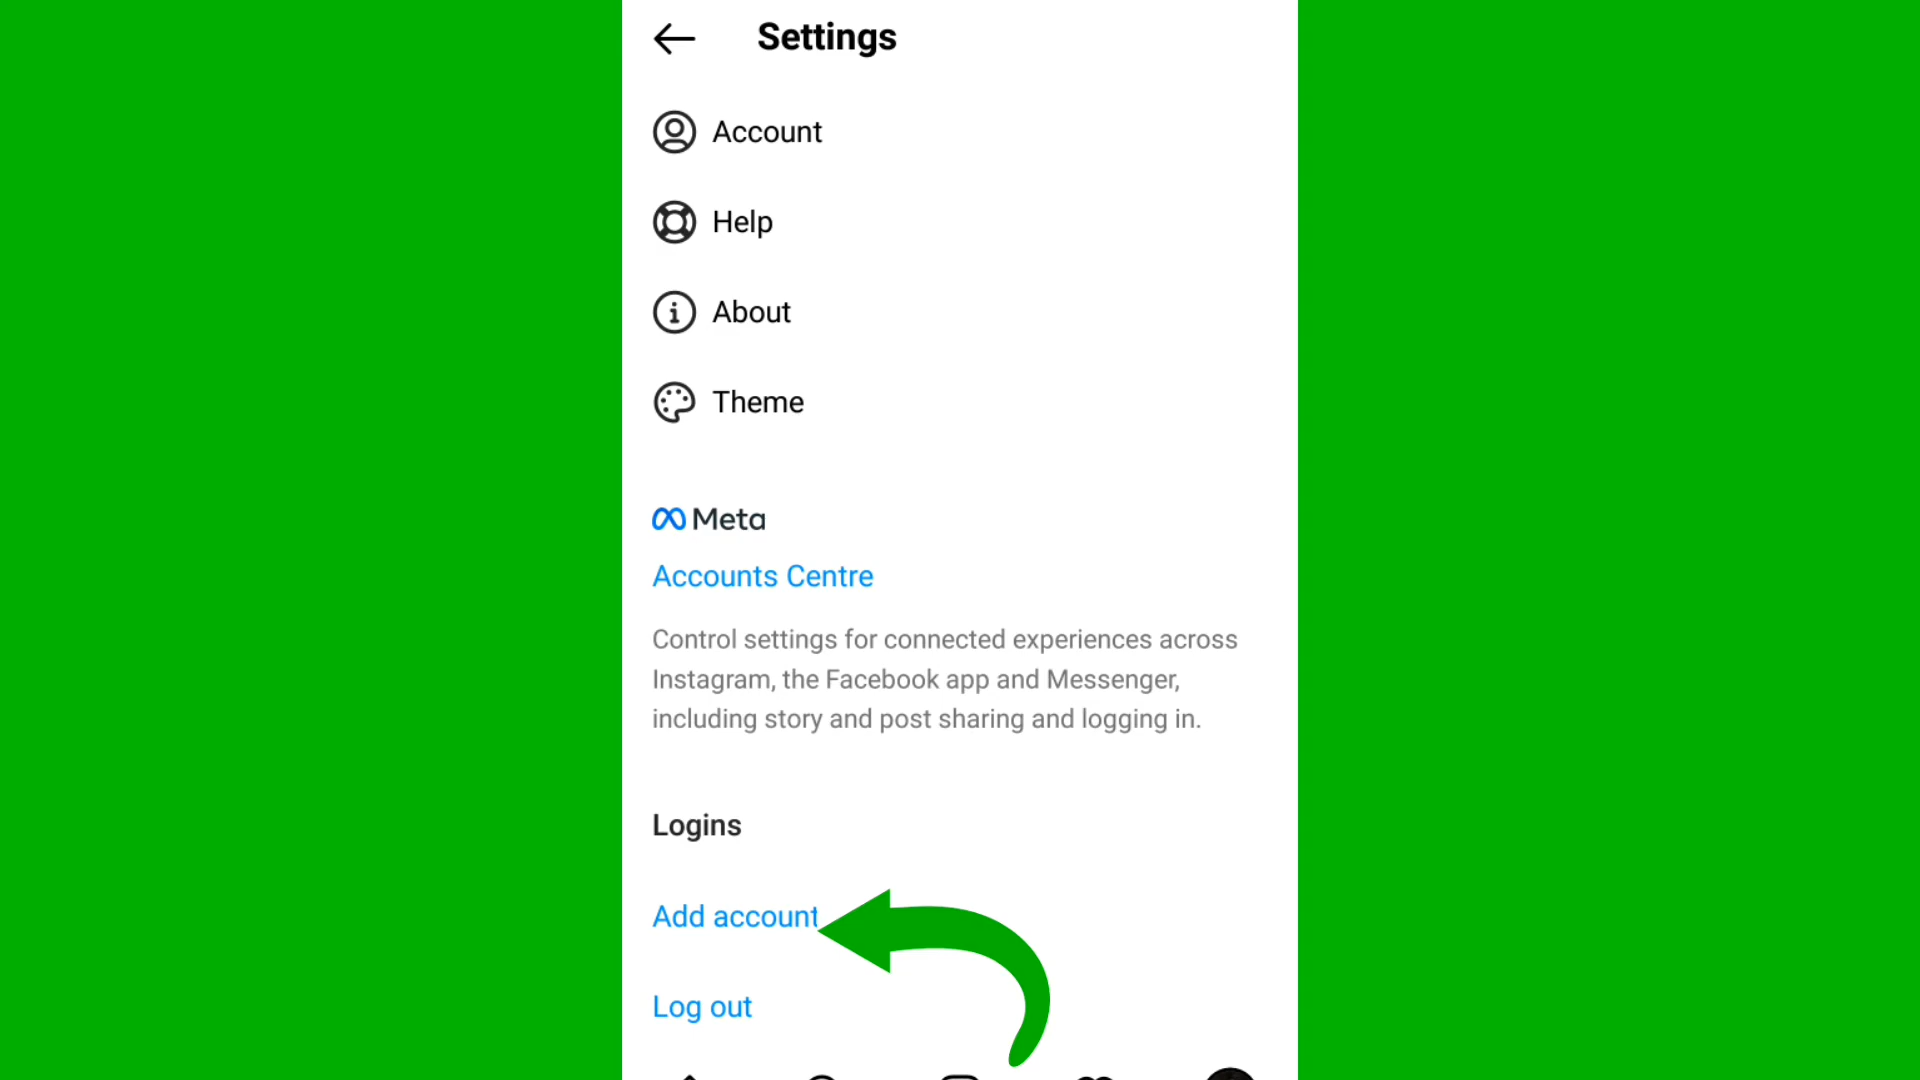 Settings
Account
Help
About
Theme
Meta
Accounts Centre
Control settings for connected experiences across
Instagram, the Facebook app and Messenger,
including story and post sharing and logging in.
Logins
Add account
Log out